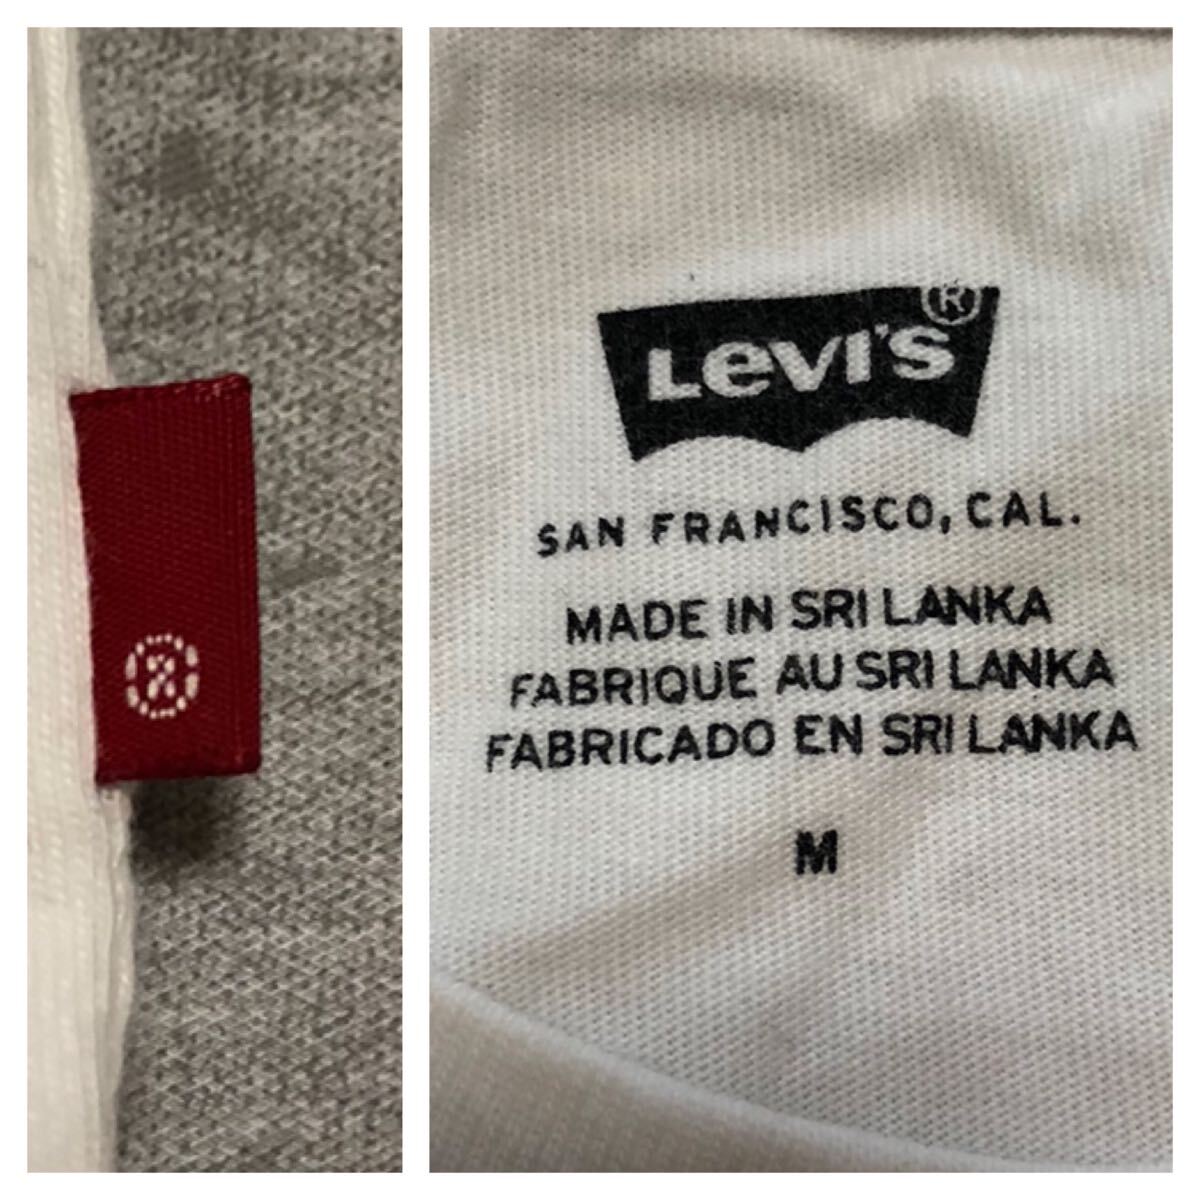 ®
Levi's®
SAN FRANCISCO, CAL.
MADE IN SRI LANKA
FABRIQUE AU SRI LANKA
FABRICADO EN SRI LANKA
M